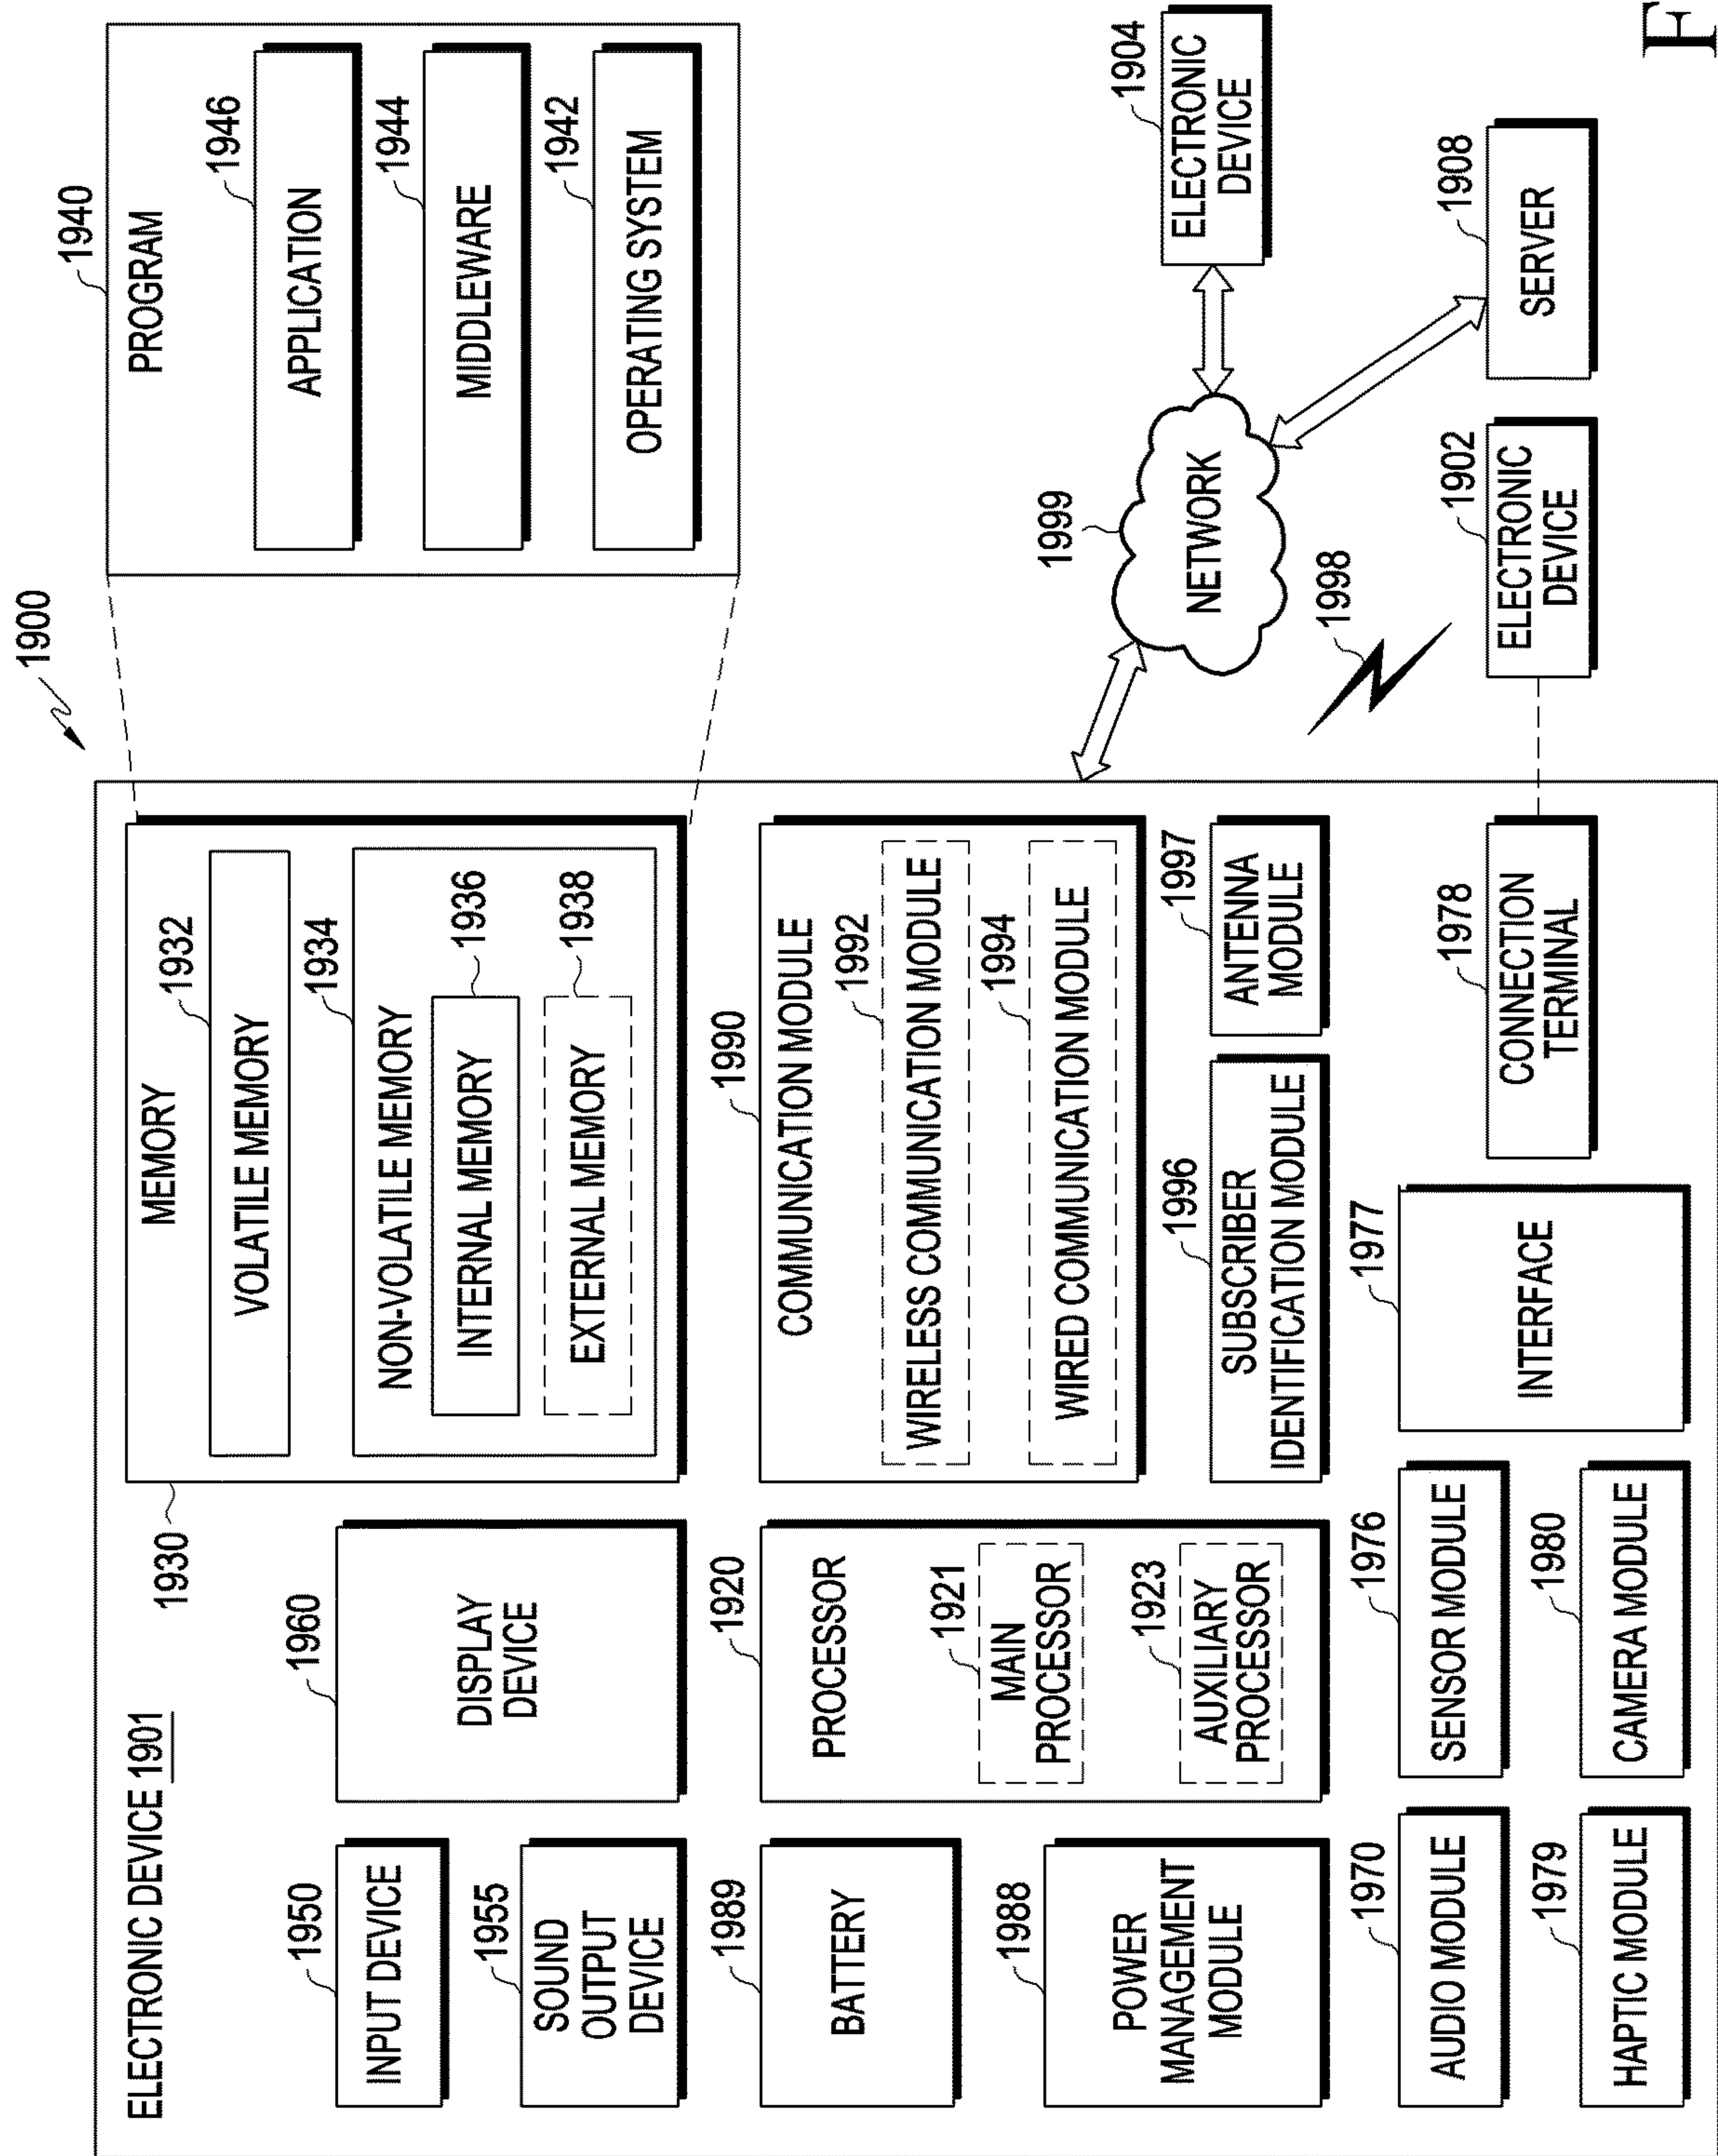 1900
ELECTRONIC DEVICE 1901
1950
INPUT DEVICE
1955
SOUND
OUTPUT
DEVICE
1960
DISPLAY
DEVICE
1930
MEMORY
1932
VOLATILE MEMORY
1934
NON-VOLATILE MEMORY
1936
INTERNAL MEMORY
1938
EXTERNAL MEMORY
1940
PROGRAM
1946
APPLICATION
1944
MIDDLEWARE
1942
OPERATING SYSTEM
1989
BATTERY
1988
POWER
MANAGEMENT
MODULE
1920
PROCESSOR
1921
MAIN
PROCESSOR
1923
AUXILIARY
PROCESSOR
1990
COMMUNICATION MODULE
1992
WIRELESS COMMUNICATION MODULE
1994
WIRED COMMUNICATION MODULE
1996
SUBSCRIBER
IDENTIFICATION MODULE
1997
ANTENNA
MODULE
1999
NETWORK
1904
ELECTRONIC
DEVICE
1998
1970
AUDIO MODULE
1976
SENSOR MODULE
1977
INTERFACE
1978
CONNECTION
TERMINAL
1902
ELECTRONIC
DEVICE
1908
SERVER
1979
HAPTIC MODULE
1980
CAMERA MODULE
F